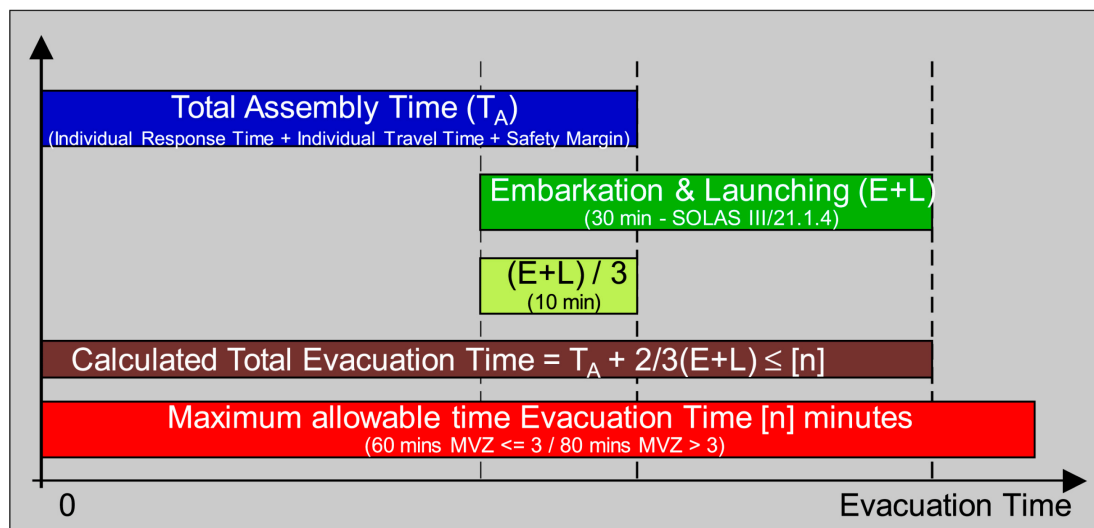 Total Assembly Time (T_A)
(Individual Response Time + Individual Travel Time + Safety Margin)
Embarkation & Launching (E+L)
(30 min - SOLAS III/21.1.4)
(E+L) / 3
(10 min)
Calculated Total Evacuation Time = T_A + 2/3(E+L) ≤ [n]
Maximum allowable time Evacuation Time [n] minutes
(60 mins MVZ <= 3 / 80 mins MVZ > 3)
0
Evacuation Time